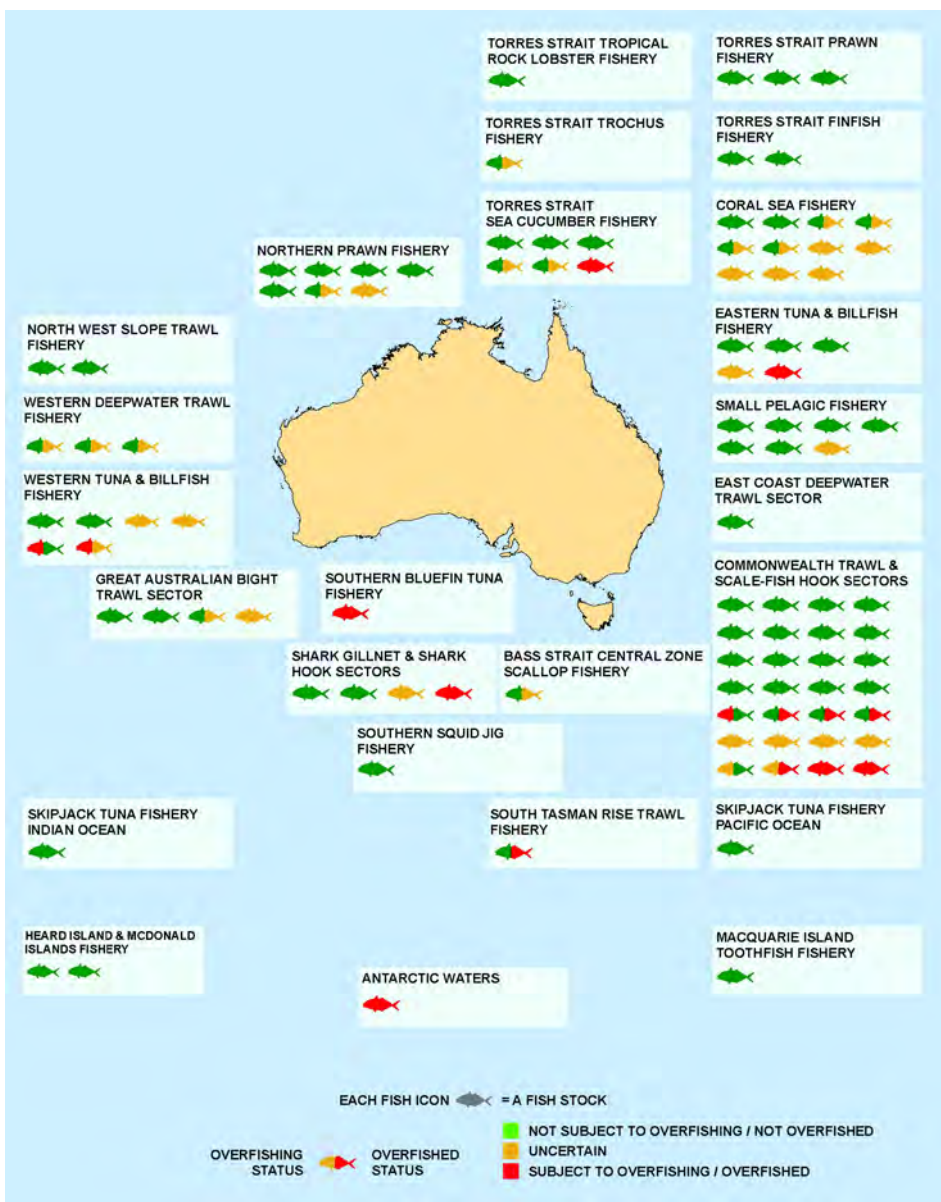 TORRES STRAIT TROPICAL
ROCK LOBSTER FISHERY
TORRES STRAIT PRAWN
FISHERY
TORRES STRAIT TROCHUS
FISHERY
TORRES STRAIT FINFISH
FISHERY
TORRES STRAIT
SEA CUCUMBER FISHERY
CORAL SEA FISHERY
NORTHERN PRAWN FISHERY
EASTERN TUNA & BILLFISH
FISHERY
NORTH WEST SLOPE TRAWL
FISHERY
WESTERN DEEPWATER TRAWL
FISHERY
SMALL PELAGIC FISHERY
WESTERN TUNA & BILLFISH
FISHERY
EAST COAST DEEPWATER
TRAWL SECTOR
GREAT AUSTRALIAN BIGHT
TRAWL SECTOR
SOUTHERN BLUEFIN TUNA
FISHERY
COMMONWEALTH TRAWL &
SCALE-FISH HOOK SECTORS
SHARK GILLNET & SHARK
HOOK SECTORS
BASS STRAIT CENTRAL ZONE
SCALLOP FISHERY
SOUTHERN SQUID JIG
FISHERY
SKIPJACK TUNA FISHERY
INDIAN OCEAN
SOUTH TASMAN RISE TRAWL
FISHERY
SKIPJACK TUNA FISHERY
PACIFIC OCEAN
HEARD ISLAND & MCDONALD
ISLANDS FISHERY
ANTARCTIC WATERS
MACQUARIE ISLAND
TOOTHFISH FISHERY
EACH FISH ICON = A FISH STOCK
OVERFISHING
STATUS
OVERFISHED
STATUS
NOT SUBJECT TO OVERFISHING / NOT OVERFISHED
UNCERTAIN
SUBJECT TO OVERFISHING / OVERFISHED